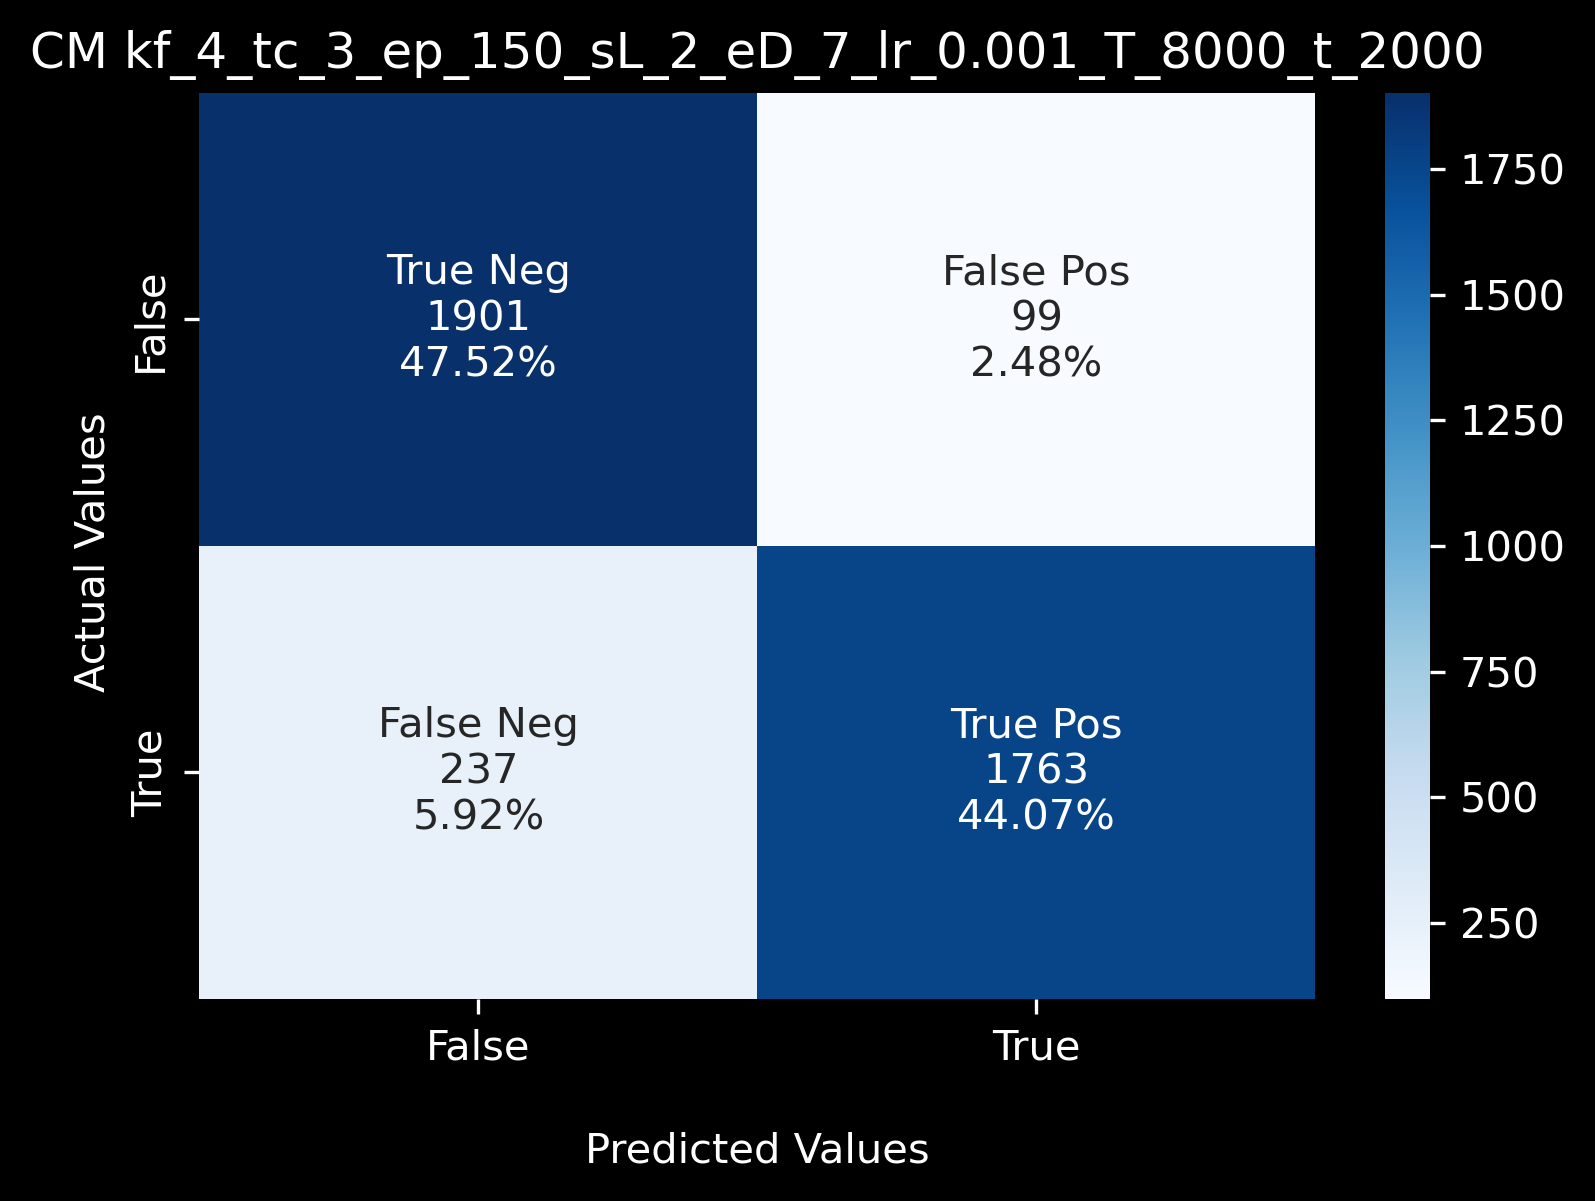 CM kf_4_tc_3_ep_150_sL_2_eD_7_lr_0.001_T_8000_t_2000
Actual Values
False
True
True Neg
1901
47.52%
False Pos
99
2.48%
False Neg
237
5.92%
True Pos
1763
44.07%
False
True
Predicted Values
1750
1500
1250
1000
750
500
250